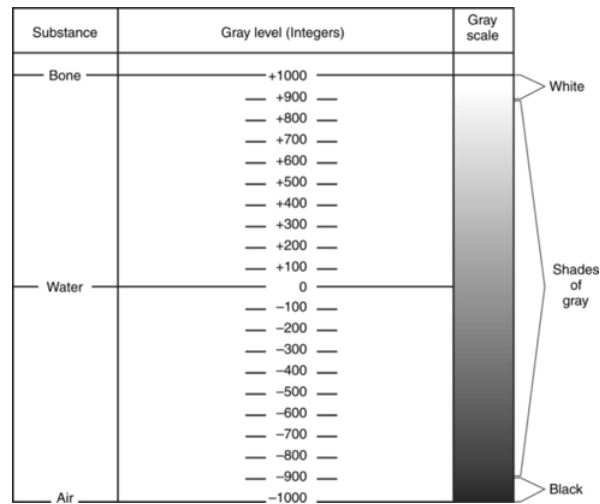 Substance
Gray level (Integers)
Gray
scale
Bone
+1000
White
+900
+800
+700
+600
+500
+400
+300
+200
+100
Shades
of
gray
Water
0
–100
–200
–300
–400
–500
–600
–700
–800
–900
Black
Air
–1000